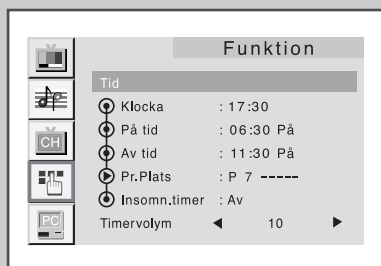 Funktion
Tid
Klocka : 17:30
På tid : 06:30 På
Av tid : 11:30 På
CH
Pr.Plats : P 7 -----
Insomn.timer : Av
PC
Timervolym 10